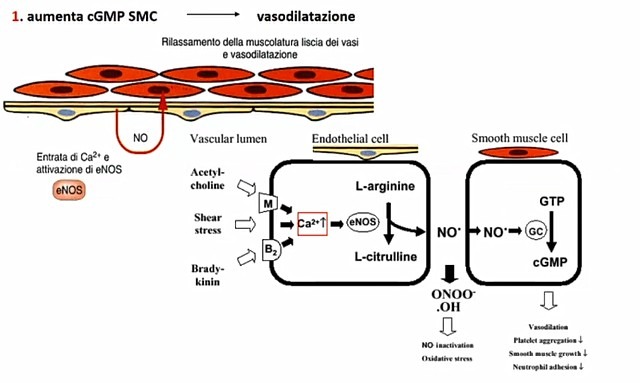 1. aumenta cGMP SMC
vasodilatazione
Rilassamento della muscolatura liscia dei vasi
e vasodilatazione
NO
Entrata di Ca²⁺ e
attivazione di eNOS
eNOS
Vascular lumen
Endothelial cell
Smooth muscle cell
Acetyl-
choline
Shear
stress
Brady-
kinin
M
B₂
Ca²⁺↑
eNOS
L-arginine
L-citrulline
NO•
NO•
GC
GTP
cGMP
ONOO⁻
.OH
NO inactivation
Oxidative stress
Vasodilation
Platelet aggregation ↓
Smooth muscle growth ↓
Neutrophil adhesion ↓